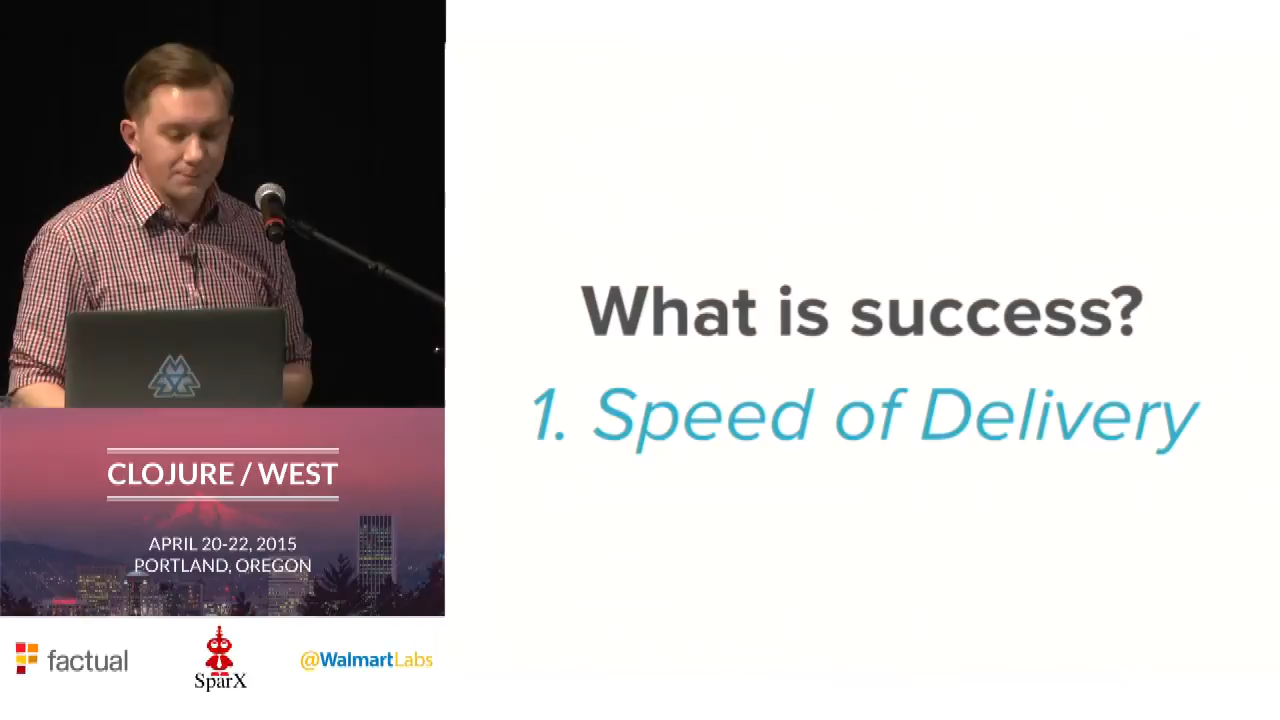 What is success?
1. Speed of Delivery
CLOJURE / WEST
APRIL 20-22, 2015
PORTLAND, OREGON
factual
SparX
@WalmartLabs